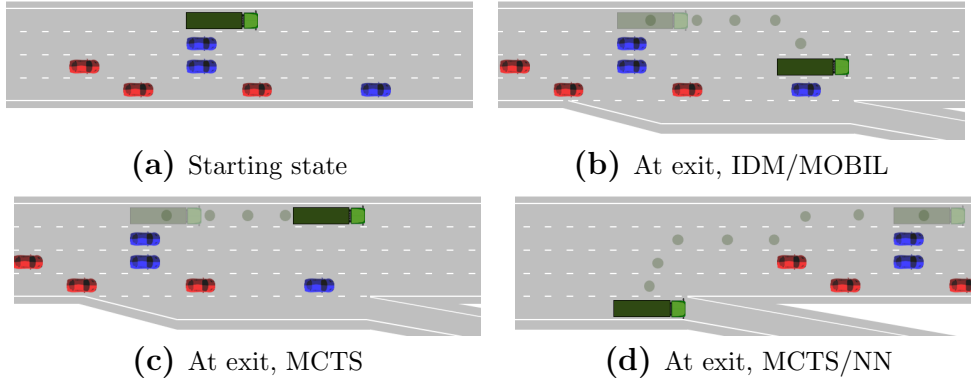 (a) Starting state
(b) At exit, IDM/MOBIL
(c) At exit, MCTS
(d) At exit, MCTS/NN